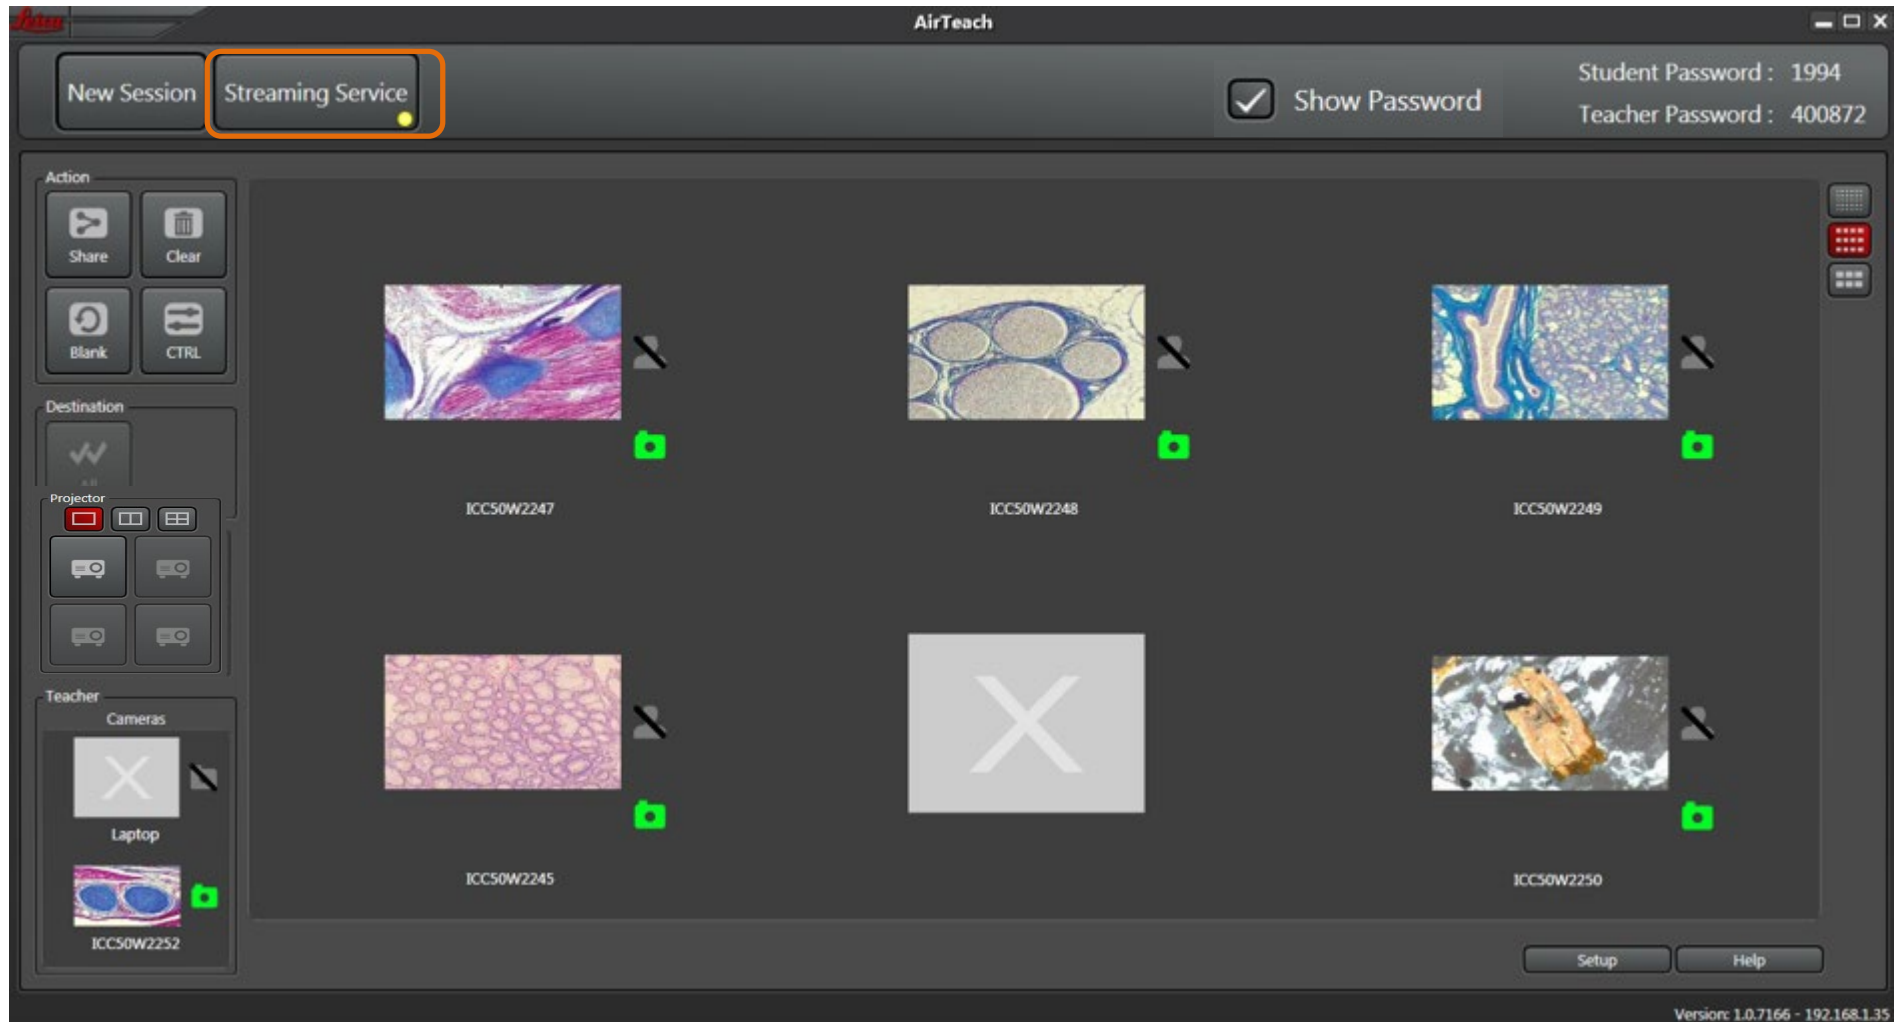 Leica
AirTeach
New Session
Streaming Service
Show Password
Student Password : 1994
Teacher Password : 400872
Action
Share
Clear
Blank
CTRL
Destination
Projector
Teacher
Cameras
Laptop
ICC50W2252
ICC50W2247
ICC50W2248
ICC50W2249
ICC50W2245
ICC50W2250
Setup
Help
Version: 1.0.7166 - 192.168.1.35